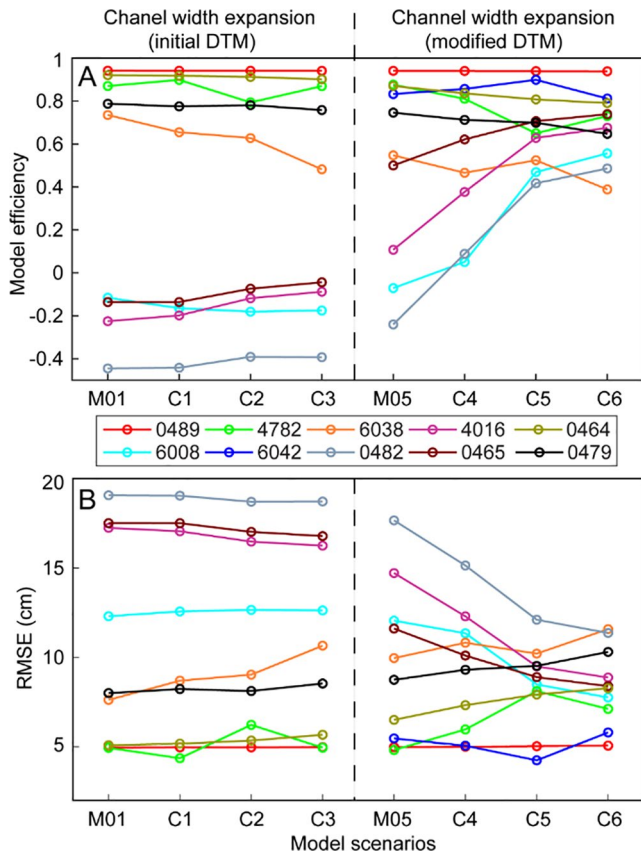 Chanel width expansion
(initial DTM)
Channel width expansion
(modified DTM)
A
Model efficiency
1
0.8
0.6
0.4
0.2
0
-0.2
-0.4
M01 C1 C2 C3 M05 C4 C5 C6
0489 4782 6038 4016 0464
6008 6042 0482 0465 0479
B
RMSE (cm)
20
15
10
5
M01 C1 C2 C3 M05 C4 C5 C6
Model scenarios